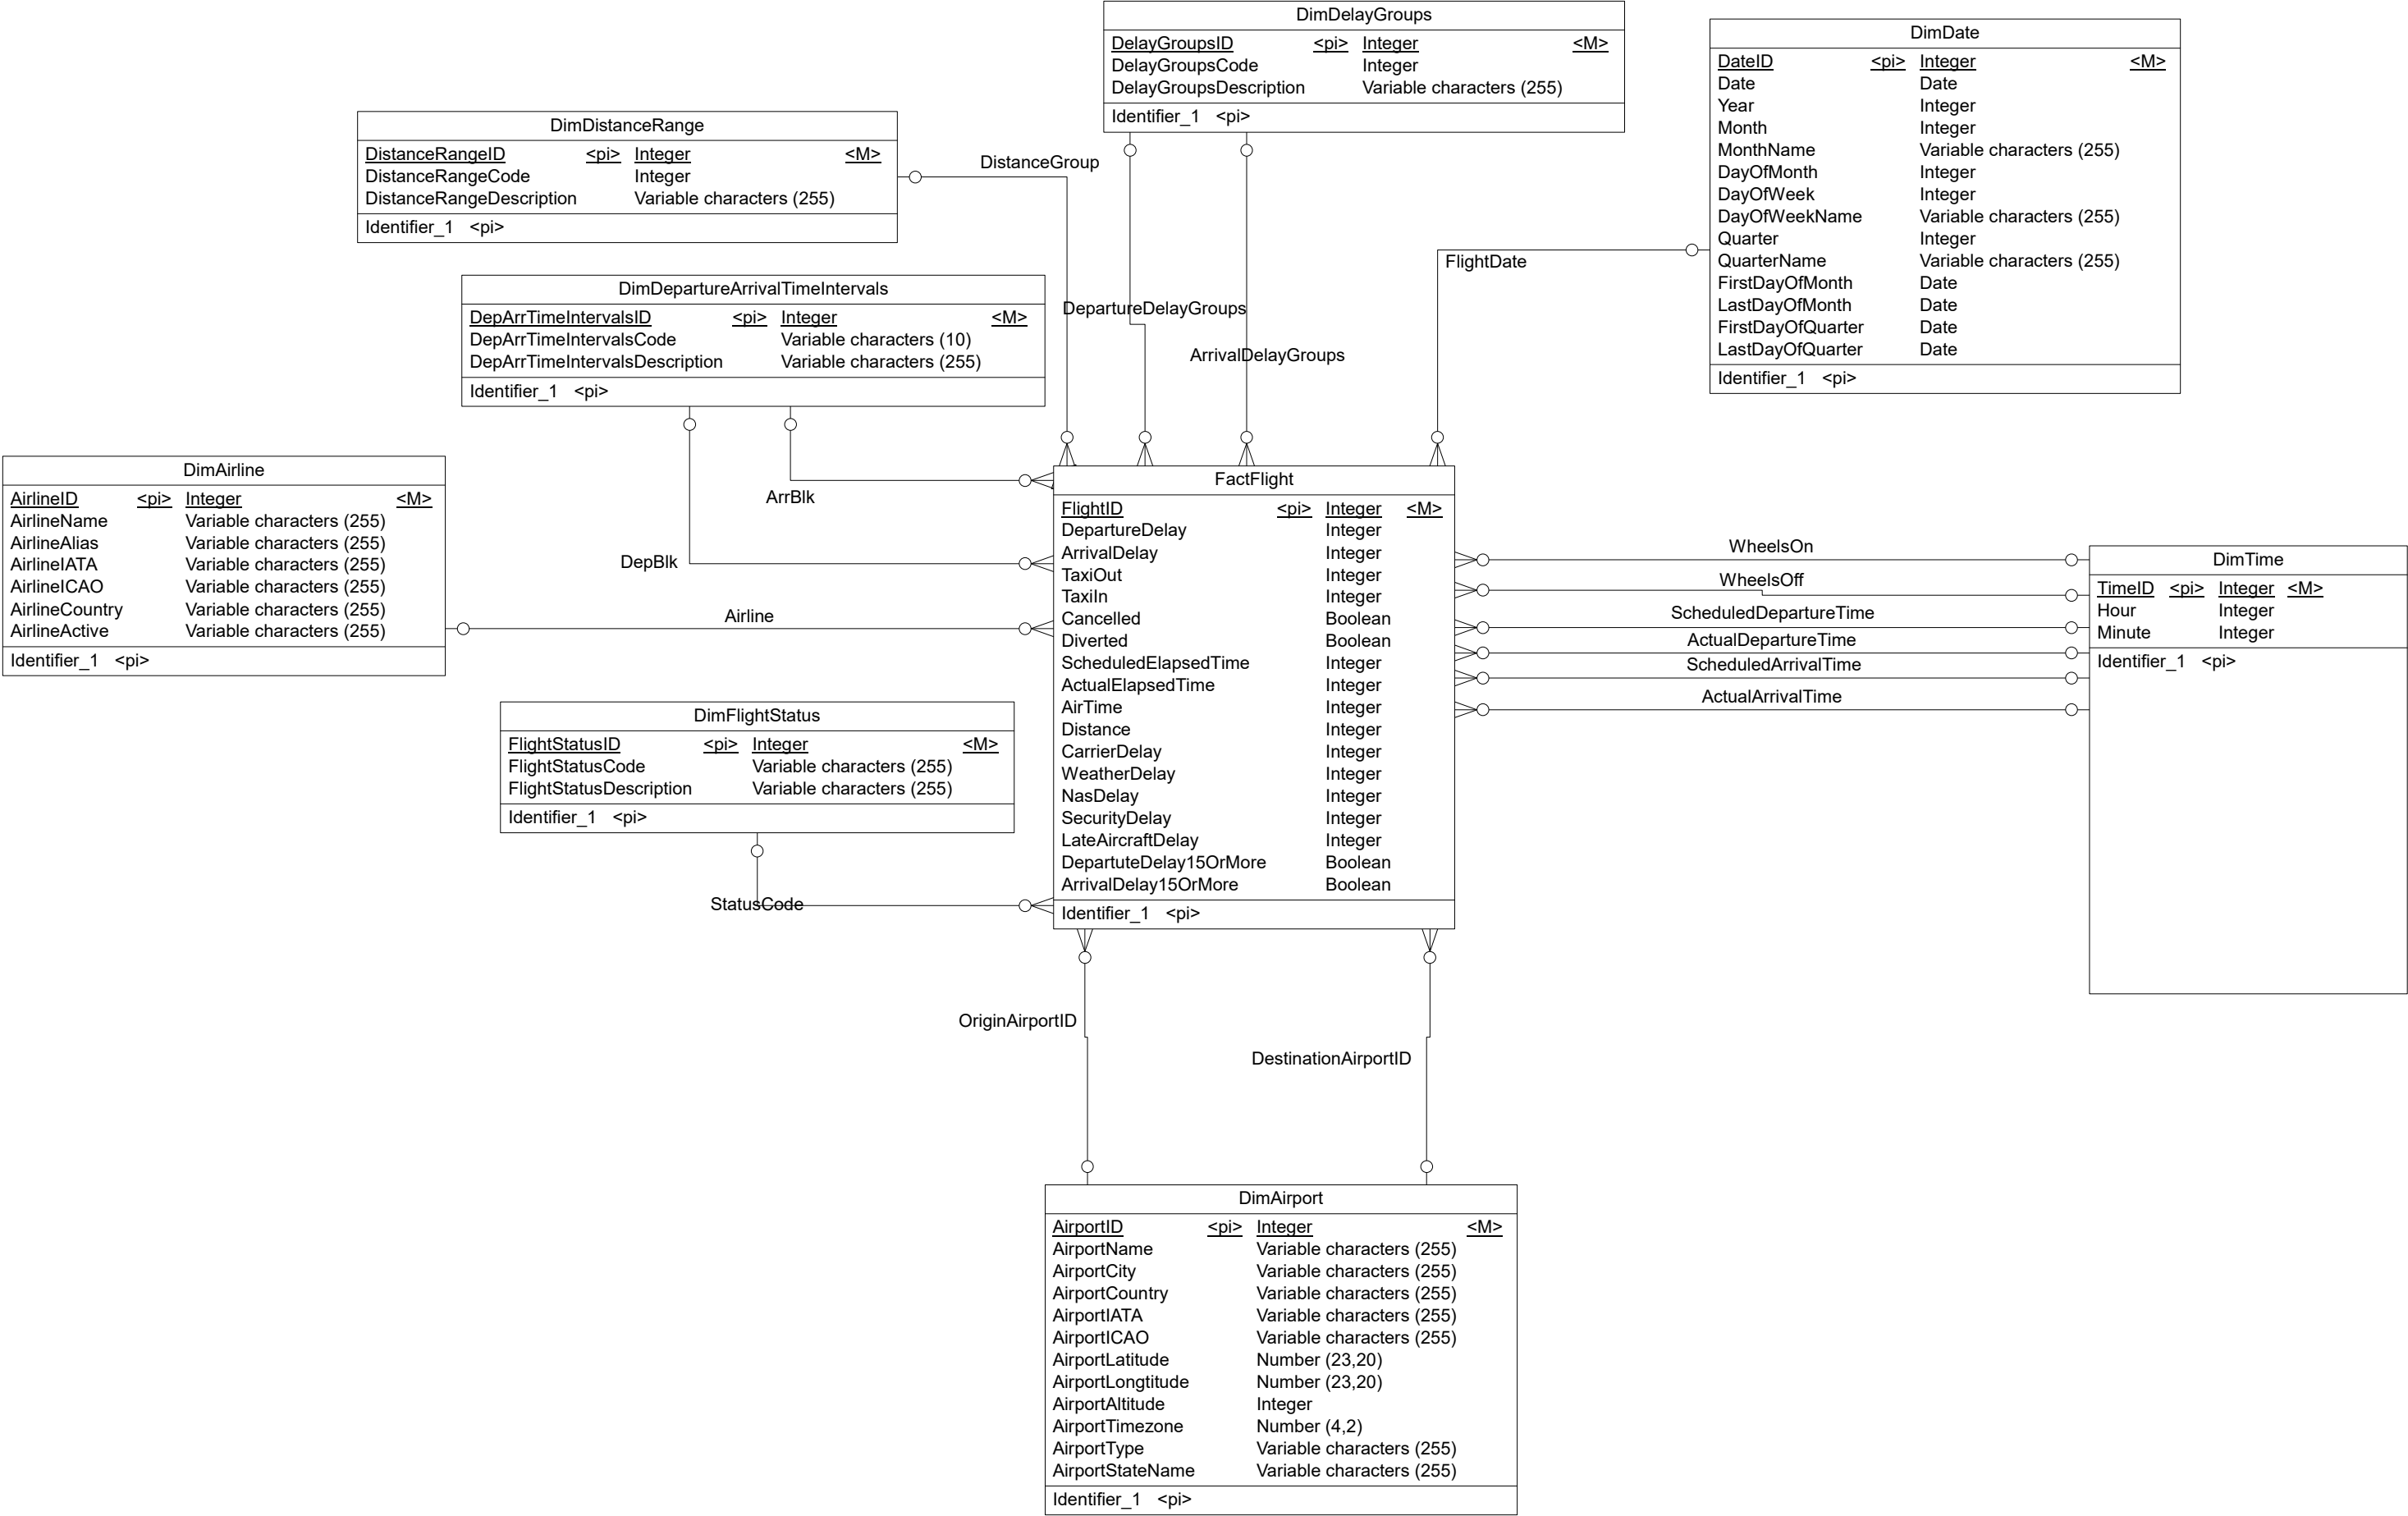 DimDelayGroups
DelayGroupsID <pi> Integer <M>
DelayGroupsCode Integer
DelayGroupsDescription Variable characters (255)
Identifier_1 <pi>
DimDate
DateID <pi> Integer <M>
Date Date
Year Integer
Month Integer
MonthName Variable characters (255)
DayOfMonth Integer
DayOfWeek Integer
DayOfWeekName Variable characters (255)
Quarter Integer
QuarterName Variable characters (255)
FirstDayOfMonth Date
LastDayOfMonth Date
FirstDayOfQuarter Date
LastDayOfQuarter Date
Identifier_1 <pi>
DimDistanceRange
DistanceRangeID <pi> Integer <M>
DistanceRangeCode Integer
DistanceRangeDescription Variable characters (255)
Identifier_1 <pi>
DistanceGroup
FlightDate
DepartureDelayGroups
ArrivalDelayGroups
DimDepartureArrivalTimeIntervals
DepArrTimeIntervalsID <pi> Integer <M>
DepArrTimeIntervalsCode Variable characters (10)
DepArrTimeIntervalsDescription Variable characters (255)
Identifier_1 <pi>
ArrBlk
DepBlk
DimAirline
AirlineID <pi> Integer <M>
AirlineName Variable characters (255)
AirlineAlias Variable characters (255)
AirlineIATA Variable characters (255)
AirlineICAO Variable characters (255)
AirlineCountry Variable characters (255)
AirlineActive Variable characters (255)
Identifier_1 <pi>
Airline
FactFlight
FlightID <pi> Integer <M>
DepartureDelay Integer
ArrivalDelay Integer
TaxiOut Integer
TaxiIn Integer
Cancelled Boolean
Diverted Boolean
ScheduledElapsedTime Integer
ActualElapsedTime Integer
AirTime Integer
Distance Integer
CarrierDelay Integer
WeatherDelay Integer
NasDelay Integer
SecurityDelay Integer
LateAircraftDelay Integer
DepartuteDelay15OrMore Boolean
ArrivalDelay15OrMore Boolean
Identifier_1 <pi>
WheelsOn
WheelsOff
ScheduledDepartureTime
ActualDepartureTime
ScheduledArrivalTime
ActualArrivalTime
DimTime
TimeID <pi> Integer <M>
Hour Integer
Minute Integer
Identifier_1 <pi>
DimFlightStatus
FlightStatusID <pi> Integer <M>
FlightStatusCode Variable characters (255)
FlightStatusDescription Variable characters (255)
Identifier_1 <pi>
StatusCode
OriginAirportID
DestinationAirportID
DimAirport
AirportID <pi> Integer <M>
AirportName Variable characters (255)
AirportCity Variable characters (255)
AirportCountry Variable characters (255)
AirportIATA Variable characters (255)
AirportICAO Variable characters (255)
AirportLatitude Number (23,20)
AirportLongtitude Number (23,20)
AirportAltitude Integer
AirportTimezone Number (4,2)
AirportType Variable characters (255)
AirportStateName Variable characters (255)
Identifier_1 <pi>